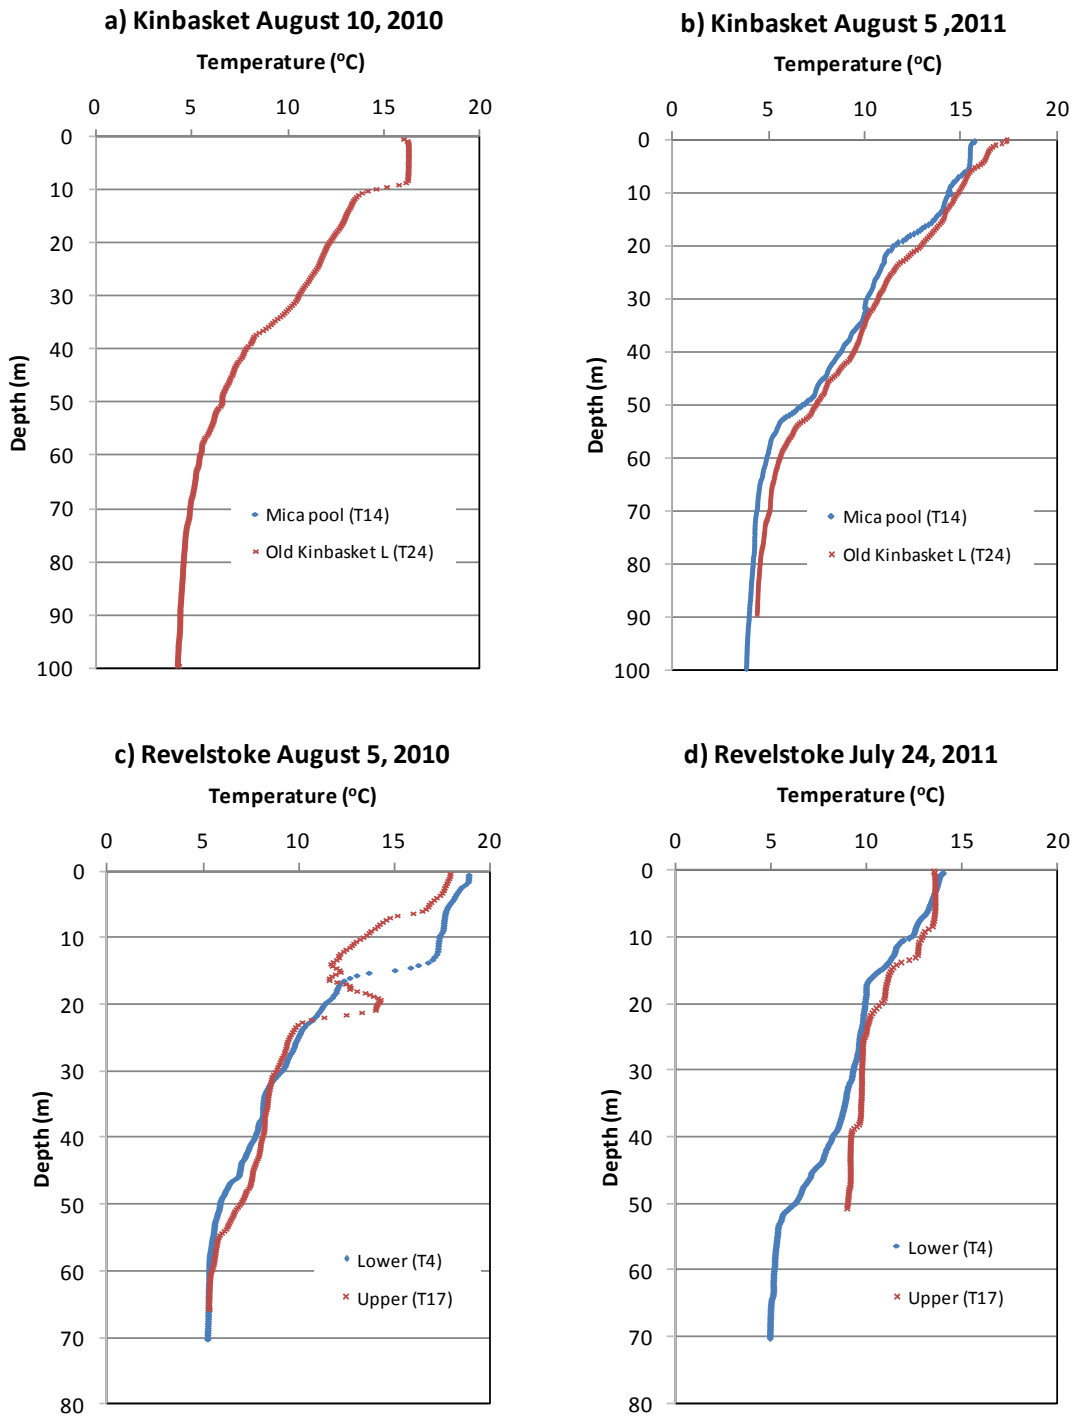 a) Kinbasket August 10, 2010
Temperature (°C)
0 5 10 15 20
0
10
20
30
40
50
60
70
80
90
100
Depth (m)
Mica pool (T14)
Old Kinbasket L (T24)
b) Kinbasket August 5 ,2011
Temperature (°C)
0 5 10 15 20
0
10
20
30
40
50
60
70
80
90
100
Depth (m)
Mica pool (T14)
Old Kinbasket L (T24)
c) Revelstoke August 5, 2010
Temperature (°C)
0 5 10 15 20
0
10
20
30
40
50
60
70
80
Depth (m)
Lower (T4)
Upper (T17)
d) Revelstoke July 24, 2011
Temperature (°C)
0 5 10 15 20
0
10
20
30
40
50
60
70
80
Depth (m)
Lower (T4)
Upper (T17)